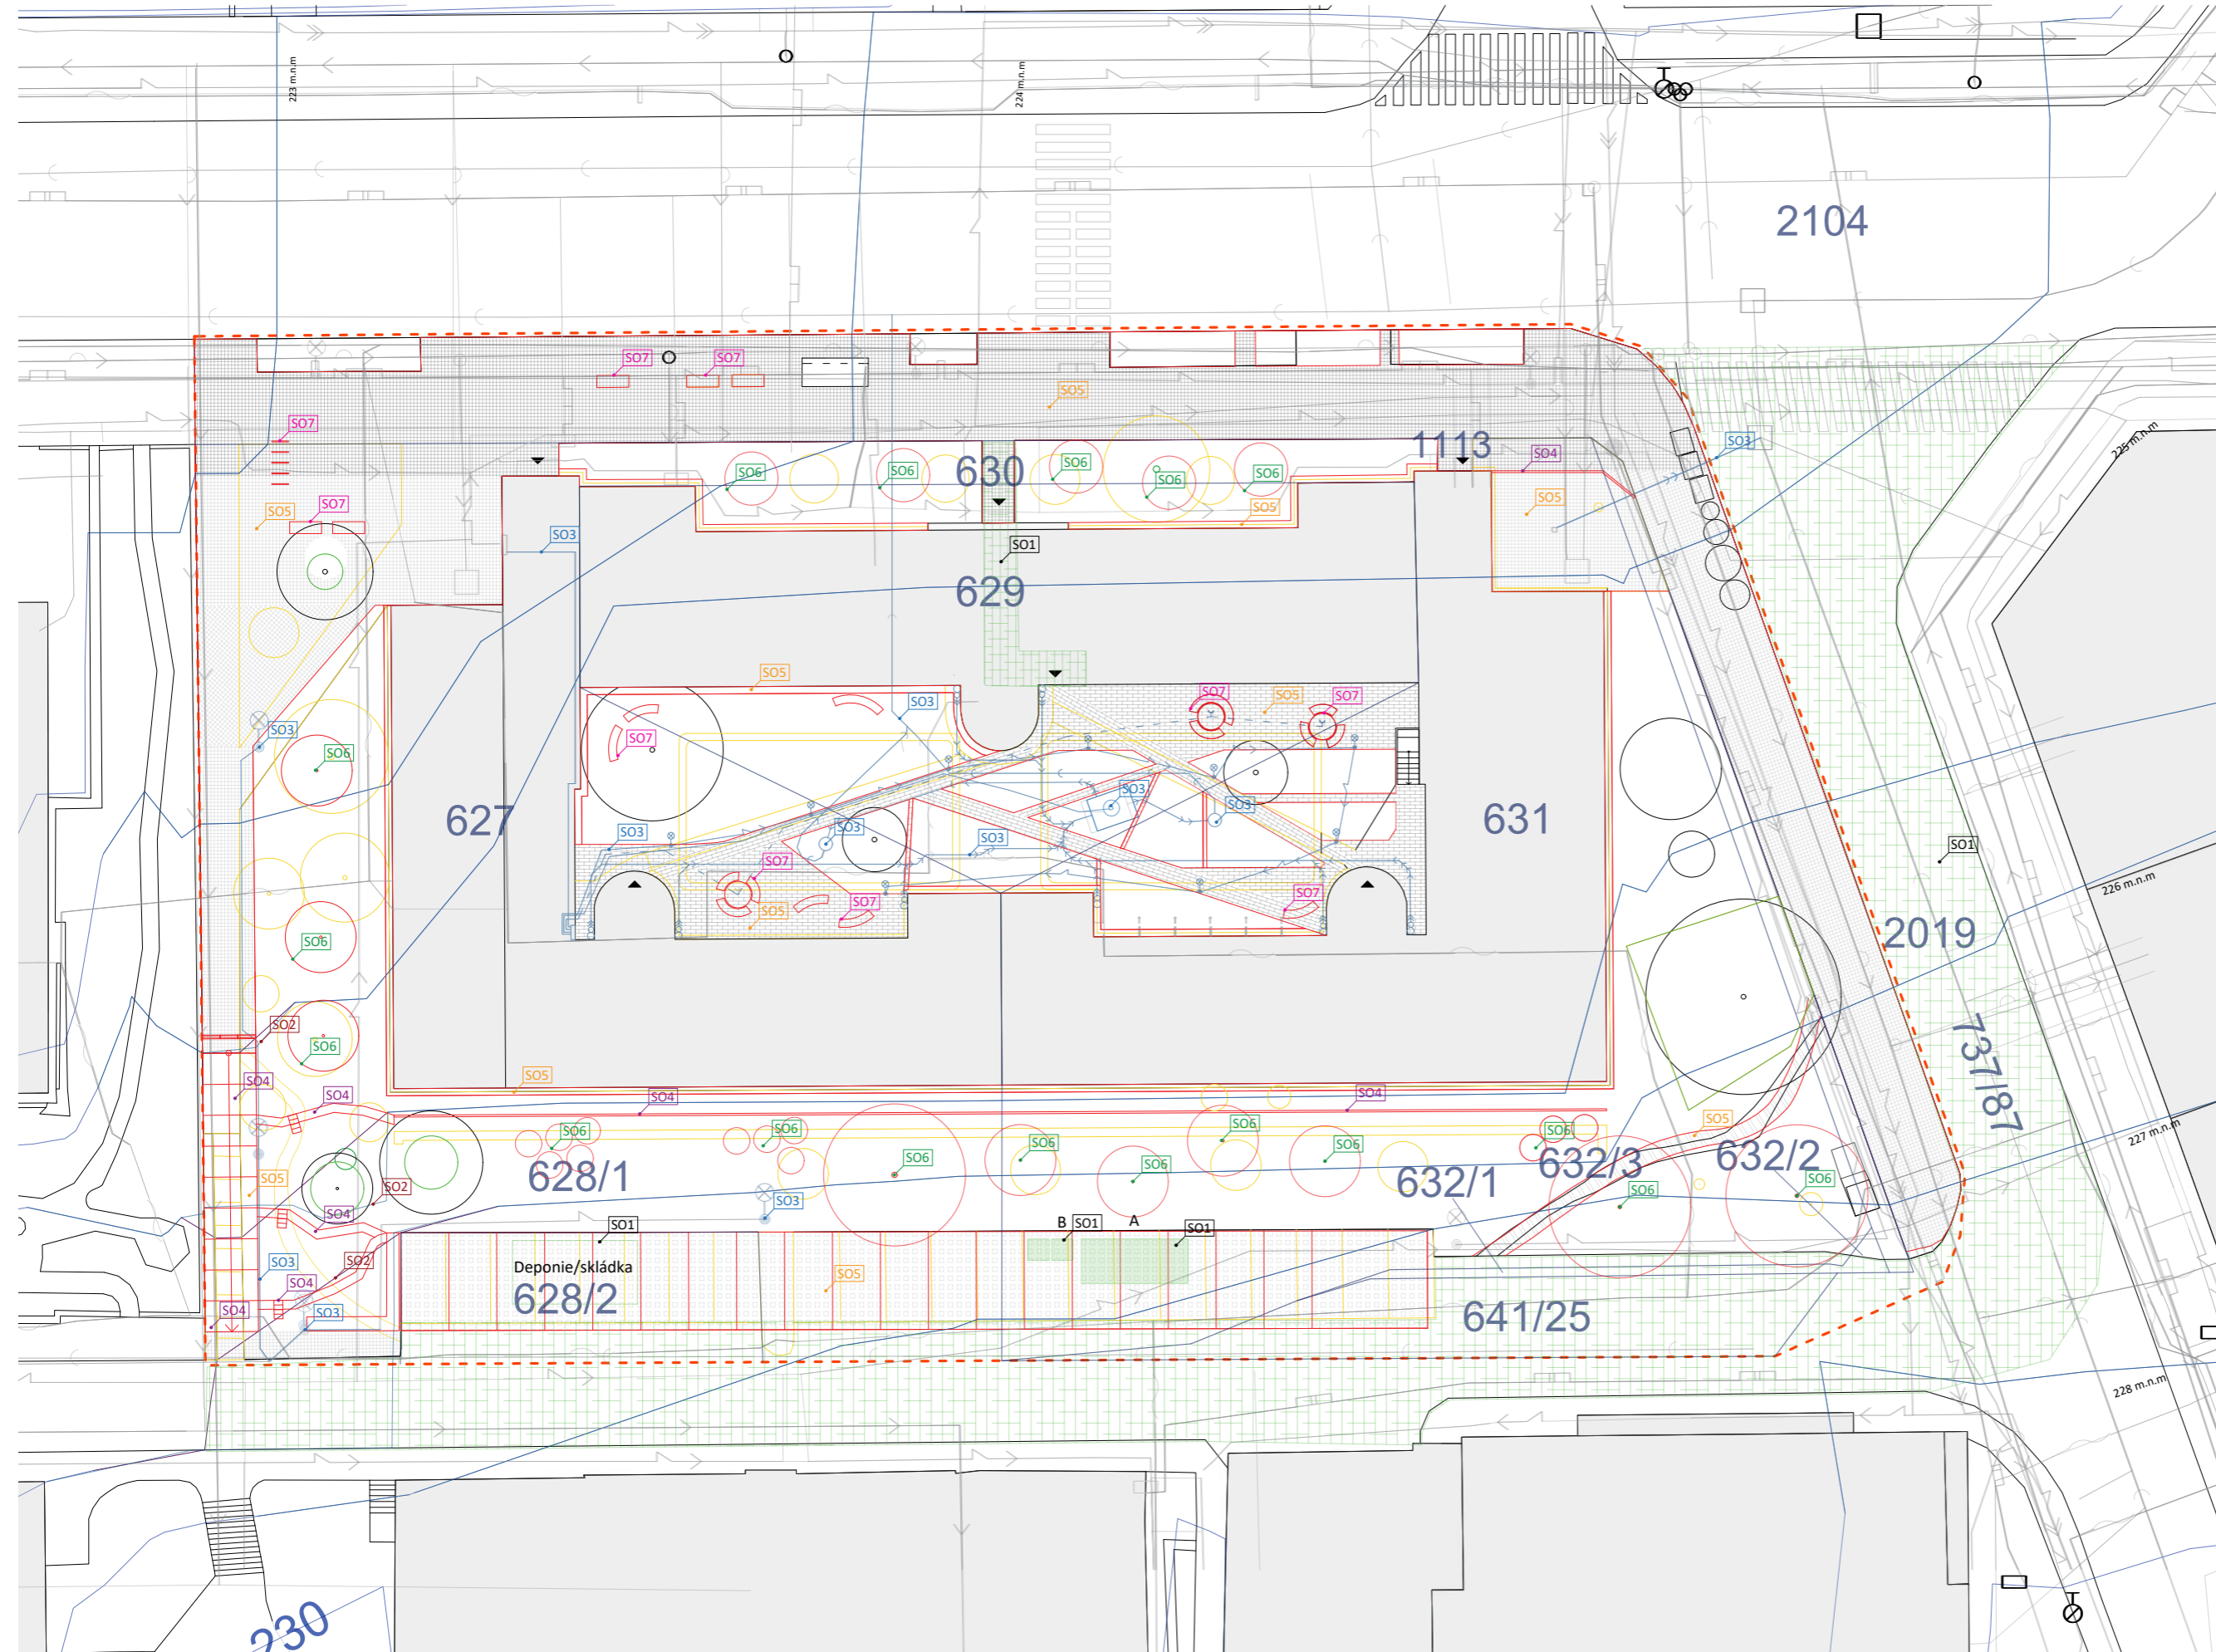 223 m.n.m
224 m.n.m
T
2104
SO7
SO7
SO5
SO7
1113
SO3
225 m.n.m
630
SO6
SO6
SO6
SO6
SO6
SO4
SO7
SO5
SO5
SO5
SO3
SO1
629
SO5
SO7
SO5
SO7
SO3
SO3
SO7
SO6
SO3
SO3
627
SO3
SO3
SO3
631
SO1
SO7
SO7
SO7
226 m.n.m
SO5
2019
SO6
SO2
737/87
SO6
SO4
SO5
SO4
SO4
SO4
227 m.n.m
SO6
SO6
SO6
SO6
SO6
SO6
SO6
SO5
628/1
632/1
632/3
632/2
SO5
SO2
SO6
SO6
SO3
SO4
SO1
B
SO1
A
SO1
SO3
SO2
Deponie/skládka
SO4
SO5
628/2
SO4
SO3
641/25
228 m.n.m
T
230